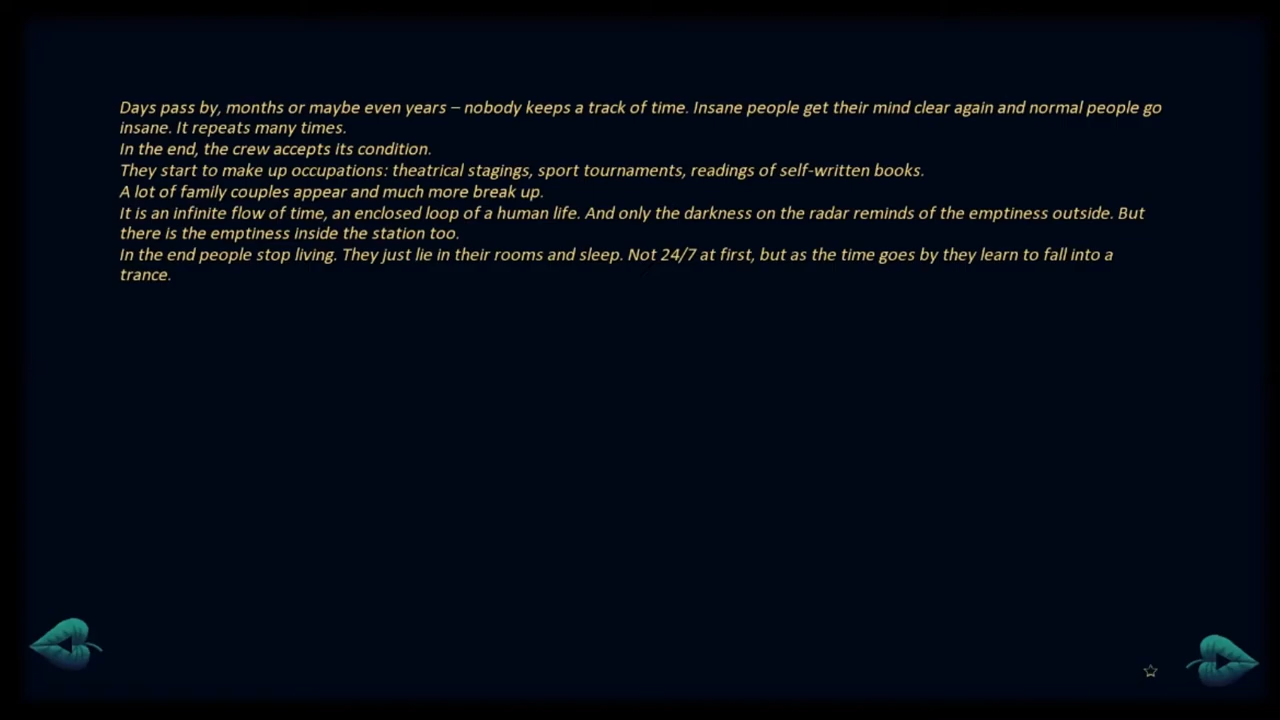 Days pass by, months or maybe even years – nobody keeps a track of time. Insane people get their mind clear again and normal people go
insane. It repeats many times.
In the end, the crew accepts its condition.
They start to make up occupations: theatrical stagings, sport tournaments, readings of self-written books.
A lot of family couples appear and much more break up.
It is an infinite flow of time, an enclosed loop of a human life. And only the darkness on the radar reminds of the emptiness outside. But
there is the emptiness inside the station too.
In the end people stop living. They just lie in their rooms and sleep. Not 24/7 at first, but as the time goes by they learn to fall into a
trance.